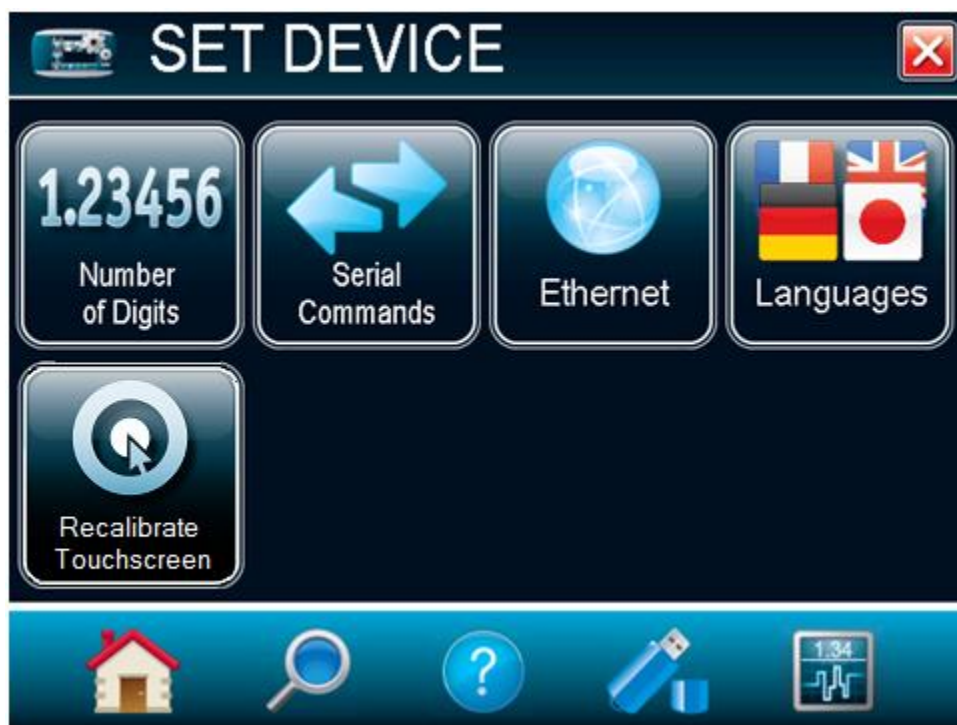 SET DEVICE
1.23456
Number
of Digits
Serial
Commands
Ethernet
Languages
Recalibrate
Touchscreen
?
1.34